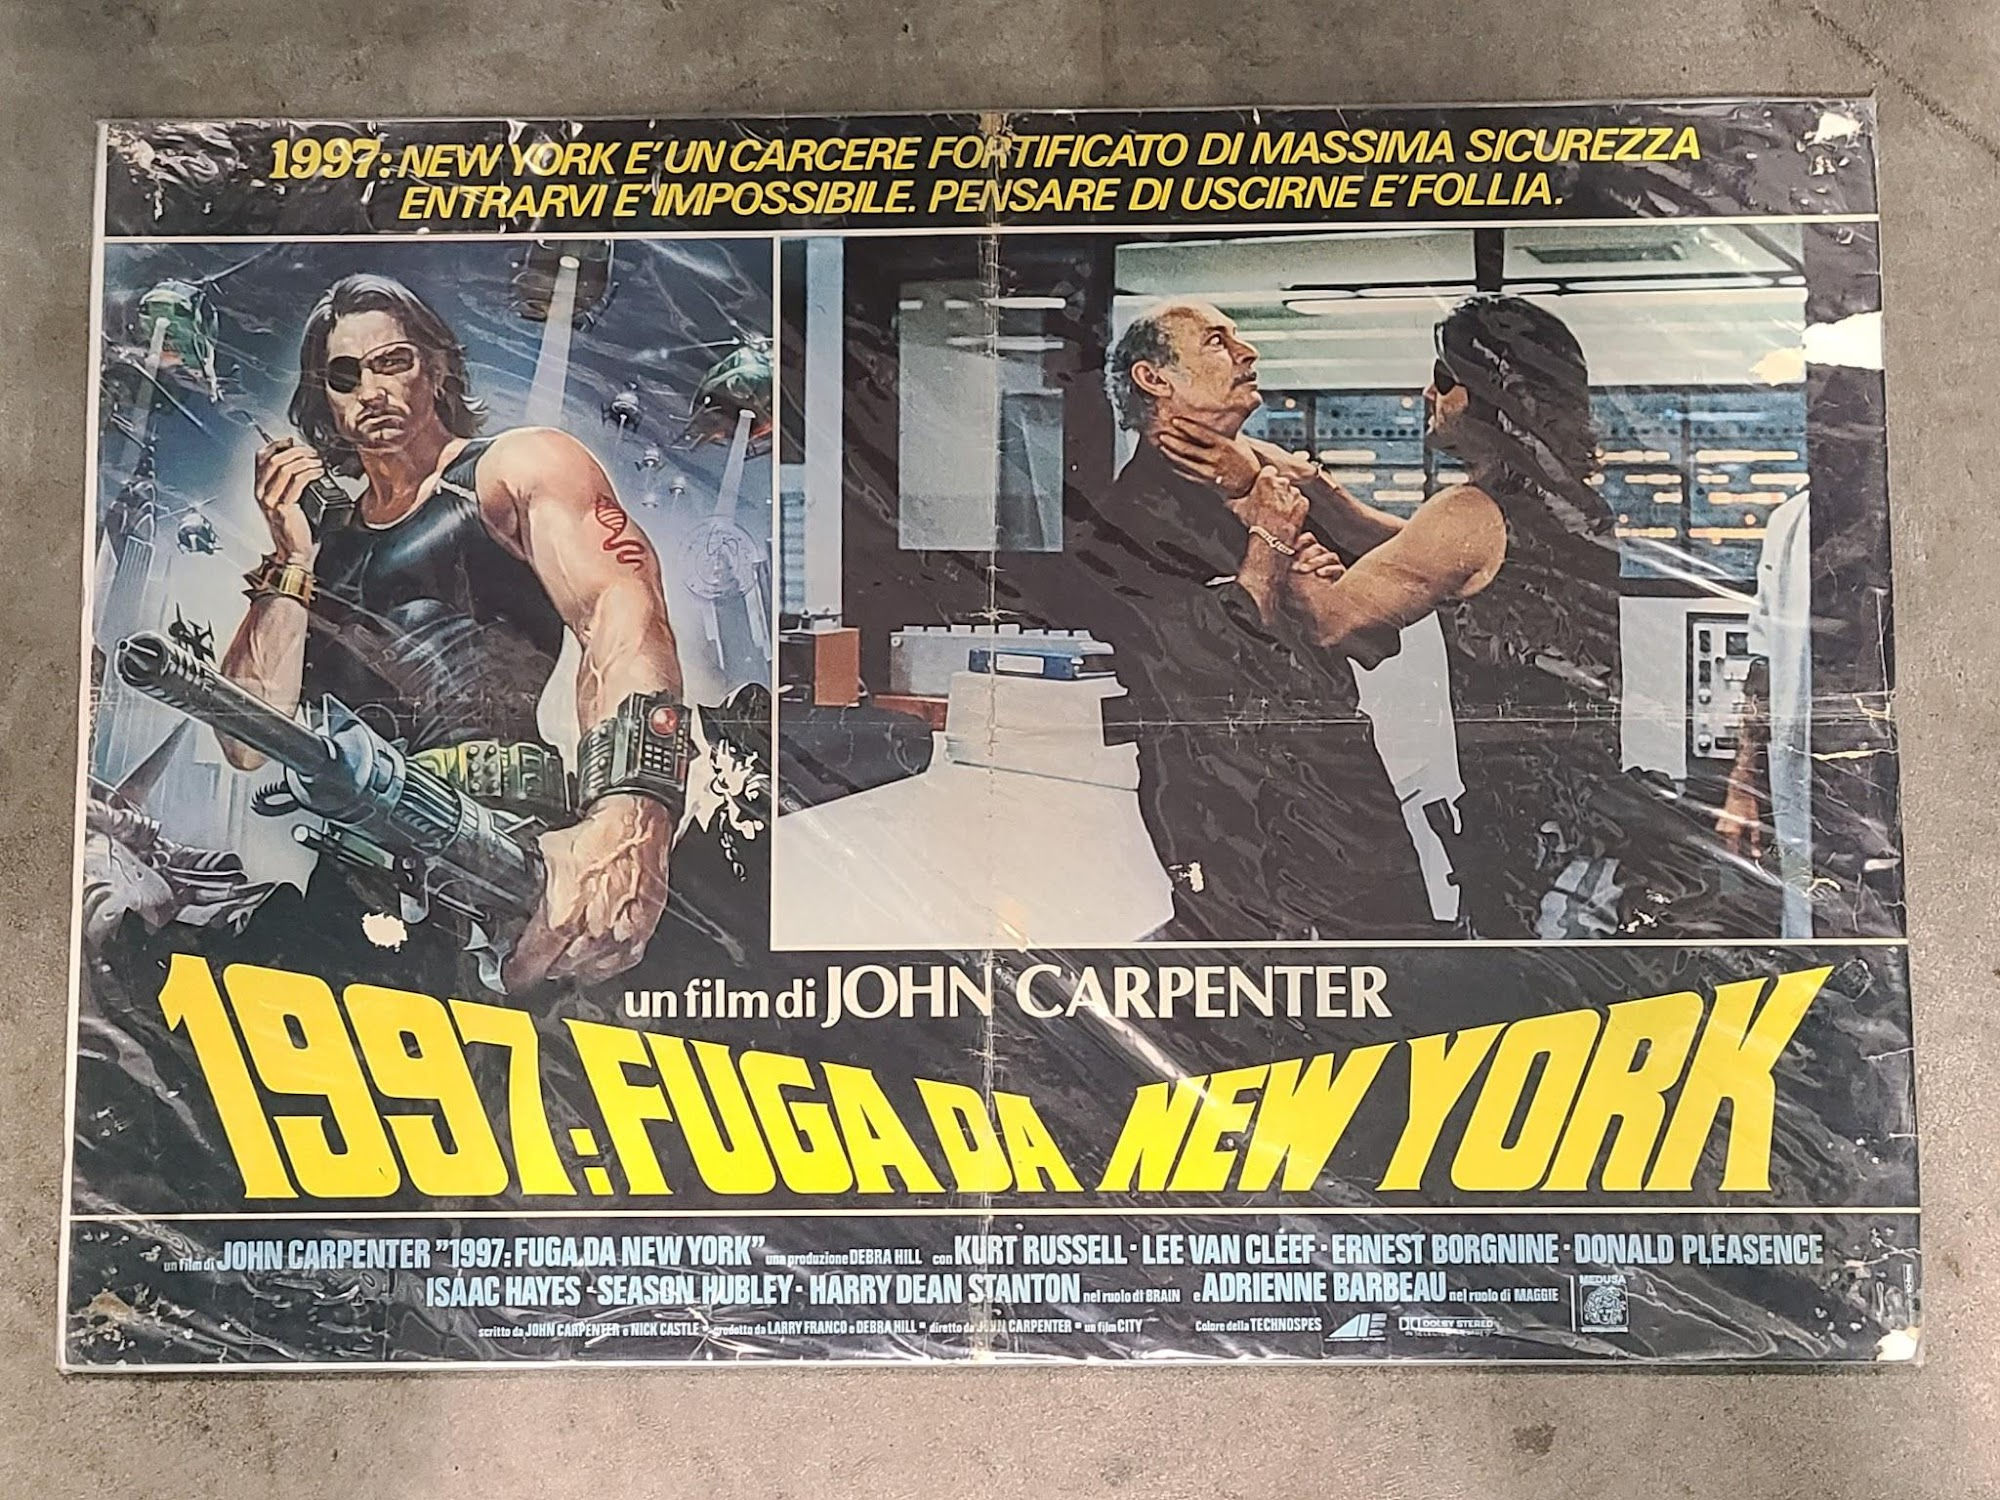 1997: NEW YORK E' UN CARCERE FORTIFICATO DI MASSIMA SICUREZZA
ENTRARVI E' IMPOSSIBILE. PENSARE DI USCIRNE E' FOLLIA.
un film di JOHN CARPENTER
1997: FUGA DA NEW YORK
un film di JOHN CARPENTER "1997: FUGA DA NEW YORK" una produzione DEBRA HILL con KURT RUSSELL · LEE VAN CLEEF · ERNEST BORGNINE · DONALD PLEASENCE
ISAAC HAYES · SEASON HUBLEY · HARRY DEAN STANTON nel ruolo di BRAIN e ADRIENNE BARBEAU nel ruolo di MAGGIE
MEDUSA
scritto da JOHN CARPENTER e NICK CASTLE · prodotto da LARRY FRANCO e DEBRA HILL · diretto da JOHN CARPENTER · un film CITY Colore della TECHNOSPES DOLBY STEREO